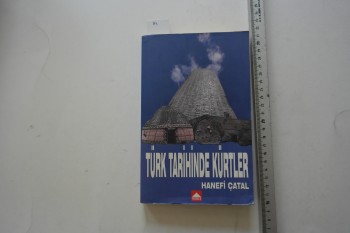 TÜRK TARİHİNDE KÜRTLER
HANEFİ ÇATAL